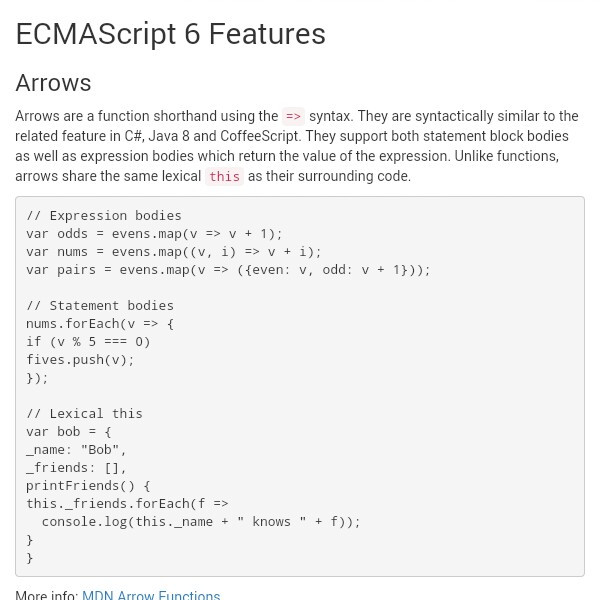 ECMAScript 6 Features
Arrows
Arrows are a function shorthand using the => syntax. They are syntactically similar to the
related feature in C#, Java 8 and CoffeeScript. They support both statement block bodies
as well as expression bodies which return the value of the expression. Unlike functions,
arrows share the same lexical this as their surrounding code.
// Expression bodies
var odds = evens.map(v => v + 1);
var nums = evens.map((v, i) => v + i);
var pairs = evens.map(v => ({even: v, odd: v + 1}));

// Statement bodies
nums.forEach(v => {
if (v % 5 === 0)
fives.push(v);
});

// Lexical this
var bob = {
_name: "Bob",
_friends: [],
printFriends() {
this._friends.forEach(f =>
  console.log(this._name + " knows " + f));
}
}
More info: MDN Arrow Functions